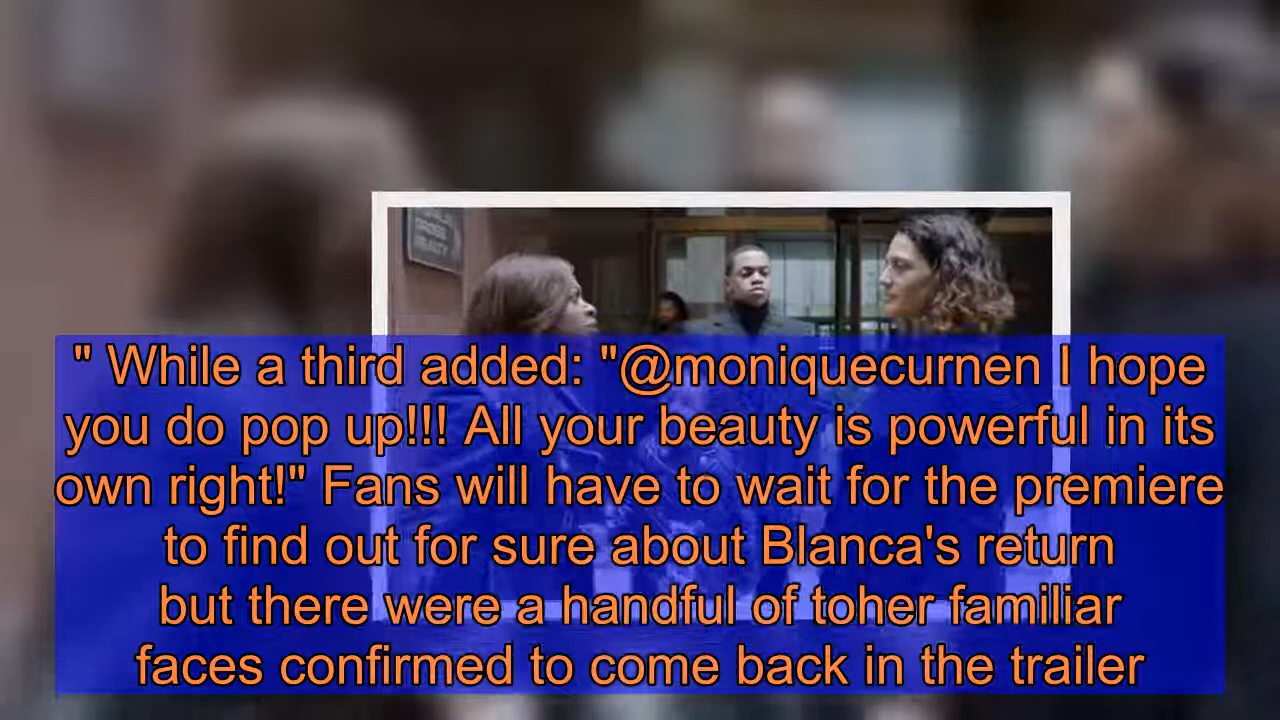 " While a third added: "@moniquecurnen I hope
you do pop up!!! All your beauty is powerful in its
own right!" Fans will have to wait for the premiere
to find out for sure about Blanca's return
but there were a handful of toher familiar
faces confirmed to come back in the trailer